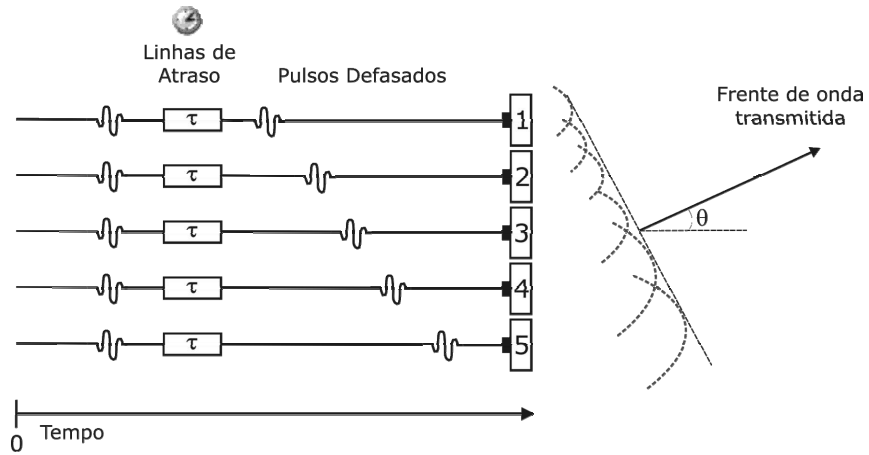 Linhas de
Atraso
Pulsos Defasados
Frente de onda
transmitida
τ
1
τ
2
τ
3
θ
τ
4
τ
5
0
Tempo